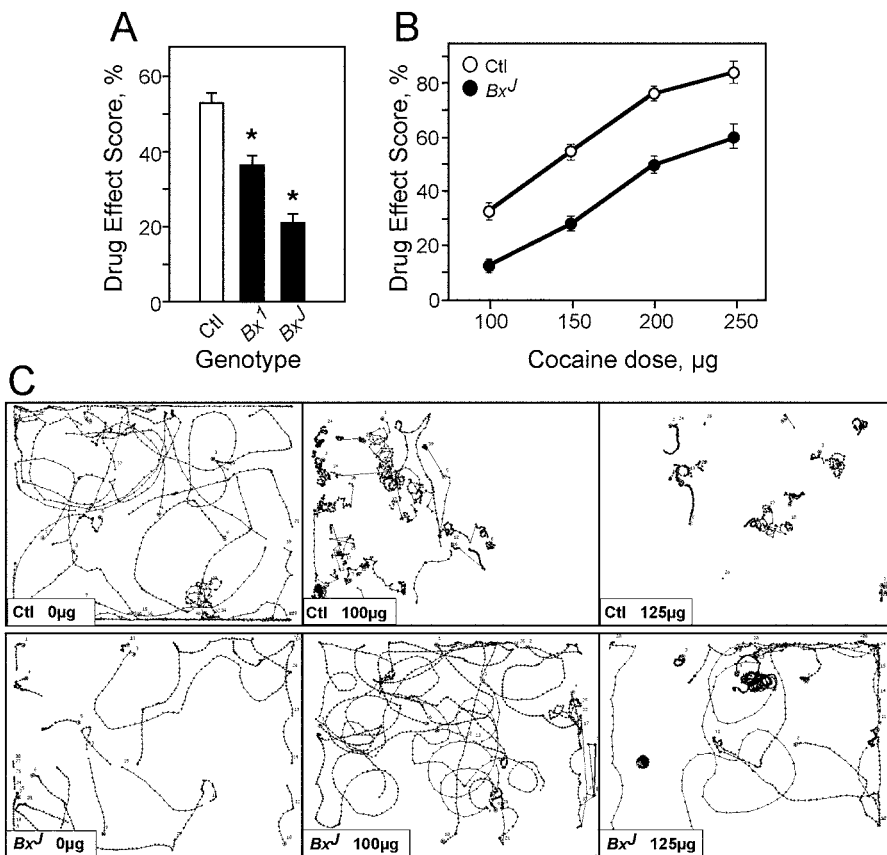 A
Drug Effect Score, %
60
40
20
0
*
*
Ctl
Bx1
BxJ
Genotype
B
Drug Effect Score, %
80
60
40
20
0
Ctl
BxJ
100
150
200
250
Cocaine dose, µg
C
Ctl 0µg
Ctl 100µg
Ctl 125µg
BxJ 0µg
BxJ 100µg
BxJ 125µg